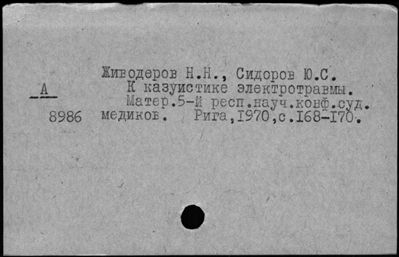 Живодеров Н.Н., Сидоров Ю.С.
К казуистике электротравмы.
А
Матер.5-й респ.науч.конф.суд.
8986 медиков. Рига,1970,с.168-170.